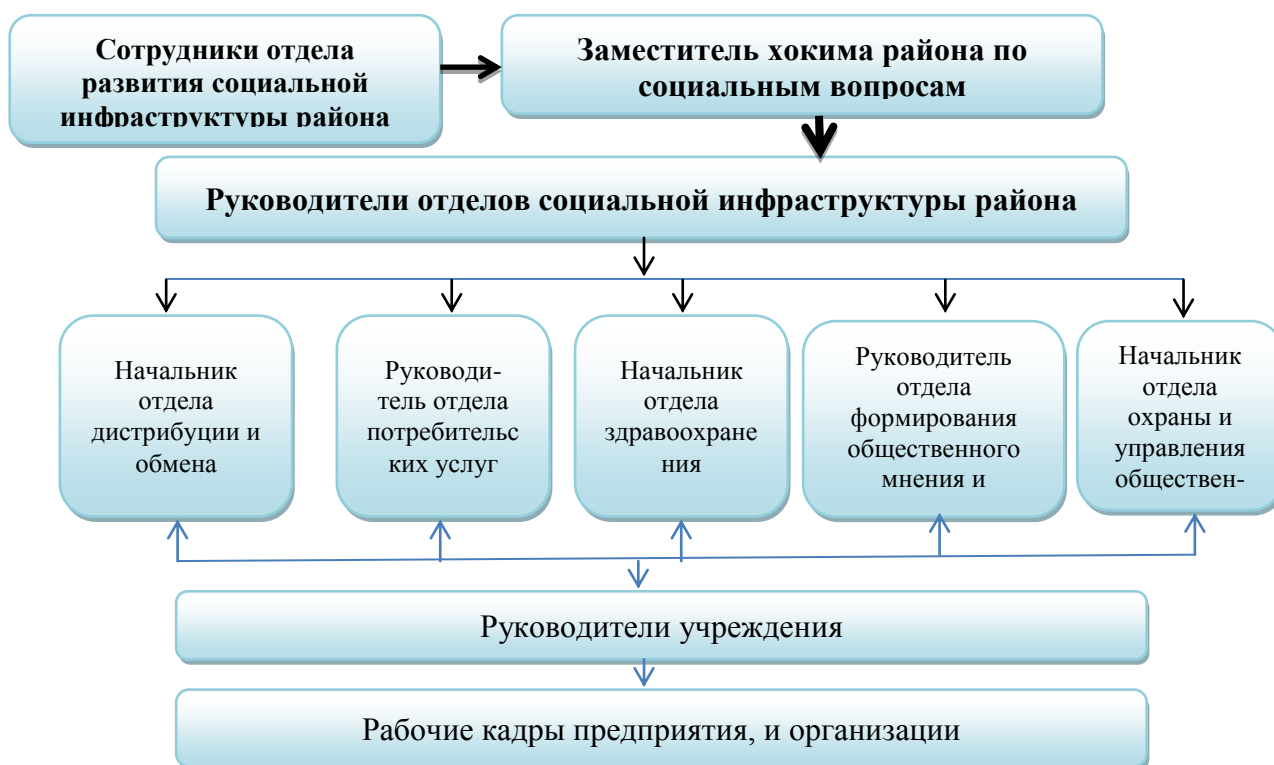 Сотрудники отдела
развития социальной
инфраструктуры района
Заместитель хокима района по
социальным вопросам
Руководители отделов социальной инфраструктуры района
Начальник
отдела
дистрибуции и
обмена
Руководи-
тель отдела
потребительс
ких услуг
Начальник
отдела
здравоохране
ния
Руководитель
отдела
формирования
общественного
мнения и
Начальник
отдела
охраны и
управления
обществен-
Руководители учреждения
Рабочие кадры предприятия, и организации